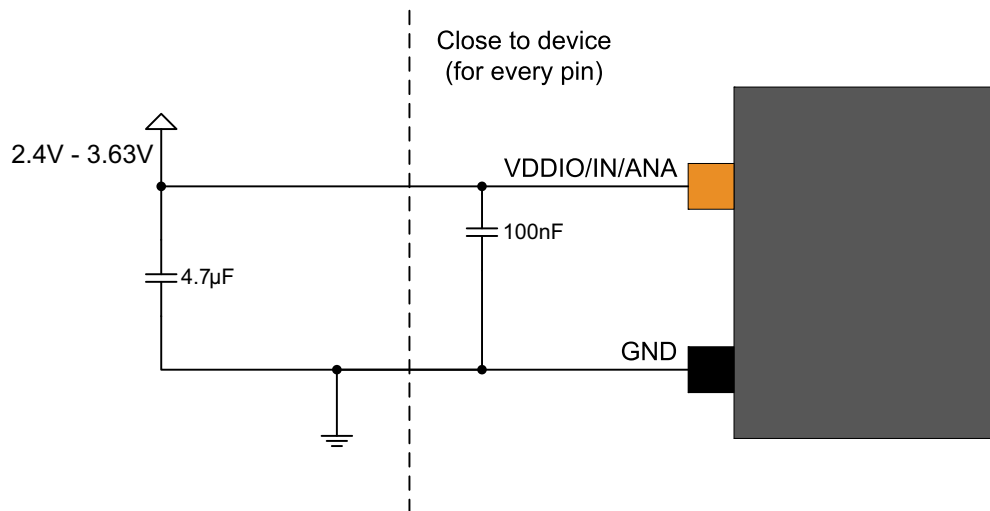 Close to device
(for every pin)
2.4V - 3.63V
VDDIO/IN/ANA
100nF
4.7µF
GND